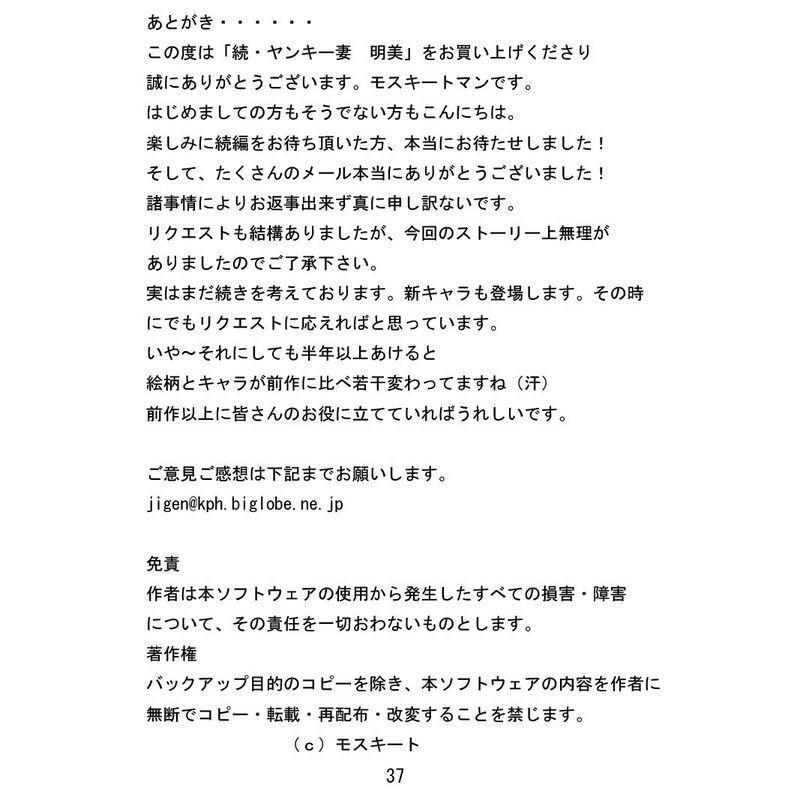 あとがき・・・・・・
この度は「続・ヤンキー妻　明美」をお買い上げくださり
誠にありがとうございます。モスキートマンです。
はじめましての方もそうでない方もこんにちは。
楽しみに続編をお待ち頂いた方、本当にお待たせしました！
そして、たくさんのメール本当にありがとうございました！
諸事情によりお返事出来ず真に申し訳ないです。
リクエストも結構ありましたが、今回のストーリー上無理が
ありましたのでご了承下さい。
実はまだ続きを考えております。新キャラも登場します。その時
にでもリクエストに応えればと思っています。
いや～それにしても半年以上あけると
絵柄とキャラが前作に比べ若干変わってますね（汗）
前作以上に皆さんのお役に立てていればうれしいです。
ご意見ご感想は下記までお願いします。
jigen@kph.biglobe.ne.jp
免責
作者は本ソフトウェアの使用から発生したすべての損害・障害
について、その責任を一切おわないものとします。
著作権
バックアップ目的のコピーを除き、本ソフトウェアの内容を作者に
無断でコピー・転載・再配布・改変することを禁じます。
（ｃ）モスキート
37